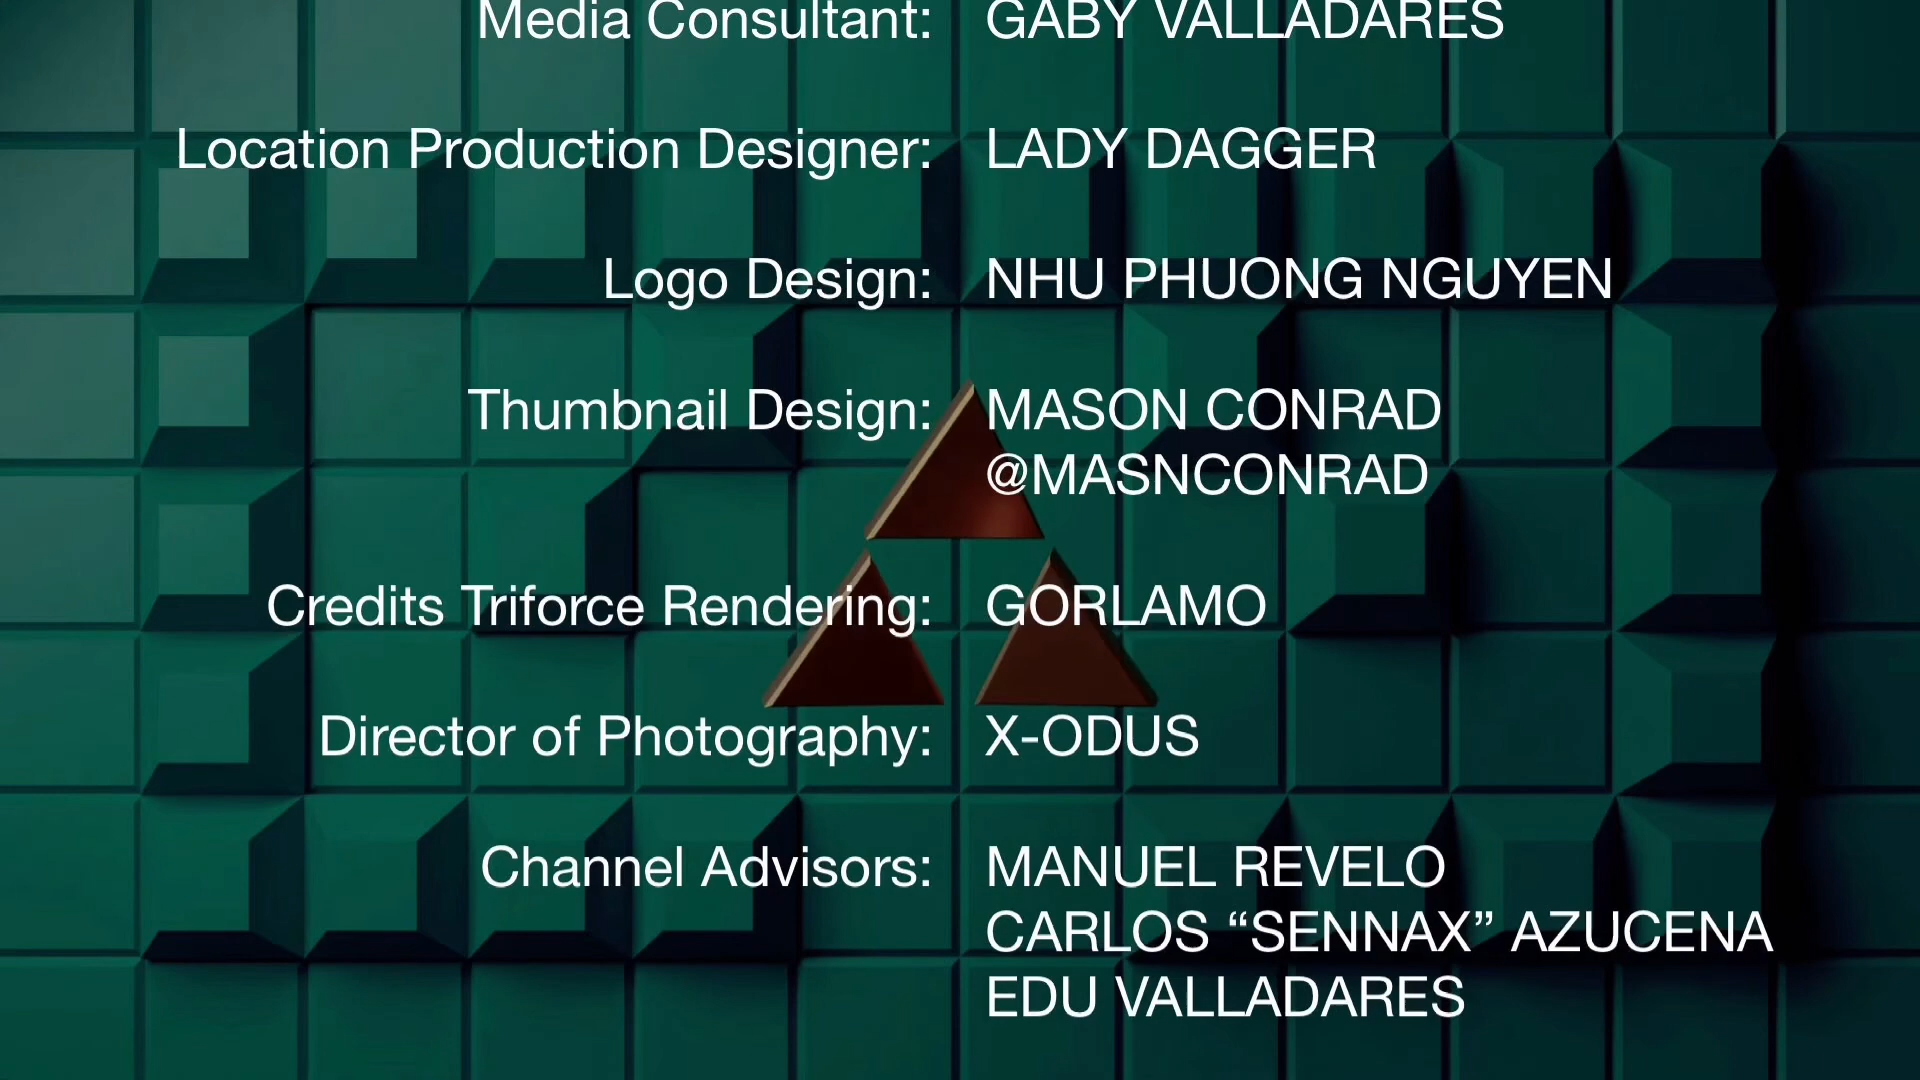 Media Consultant: GABY VALLADARES
Location Production Designer: LADY DAGGER
Logo Design: NHU PHUONG NGUYEN
Thumbnail Design: MASON CONRAD
@MASNCONRAD
Credits Triforce Rendering: GORLAMO
Director of Photography: X-ODUS
Channel Advisors: MANUEL REVELO
CARLOS “SENNAX” AZUCENA
EDU VALLADARES